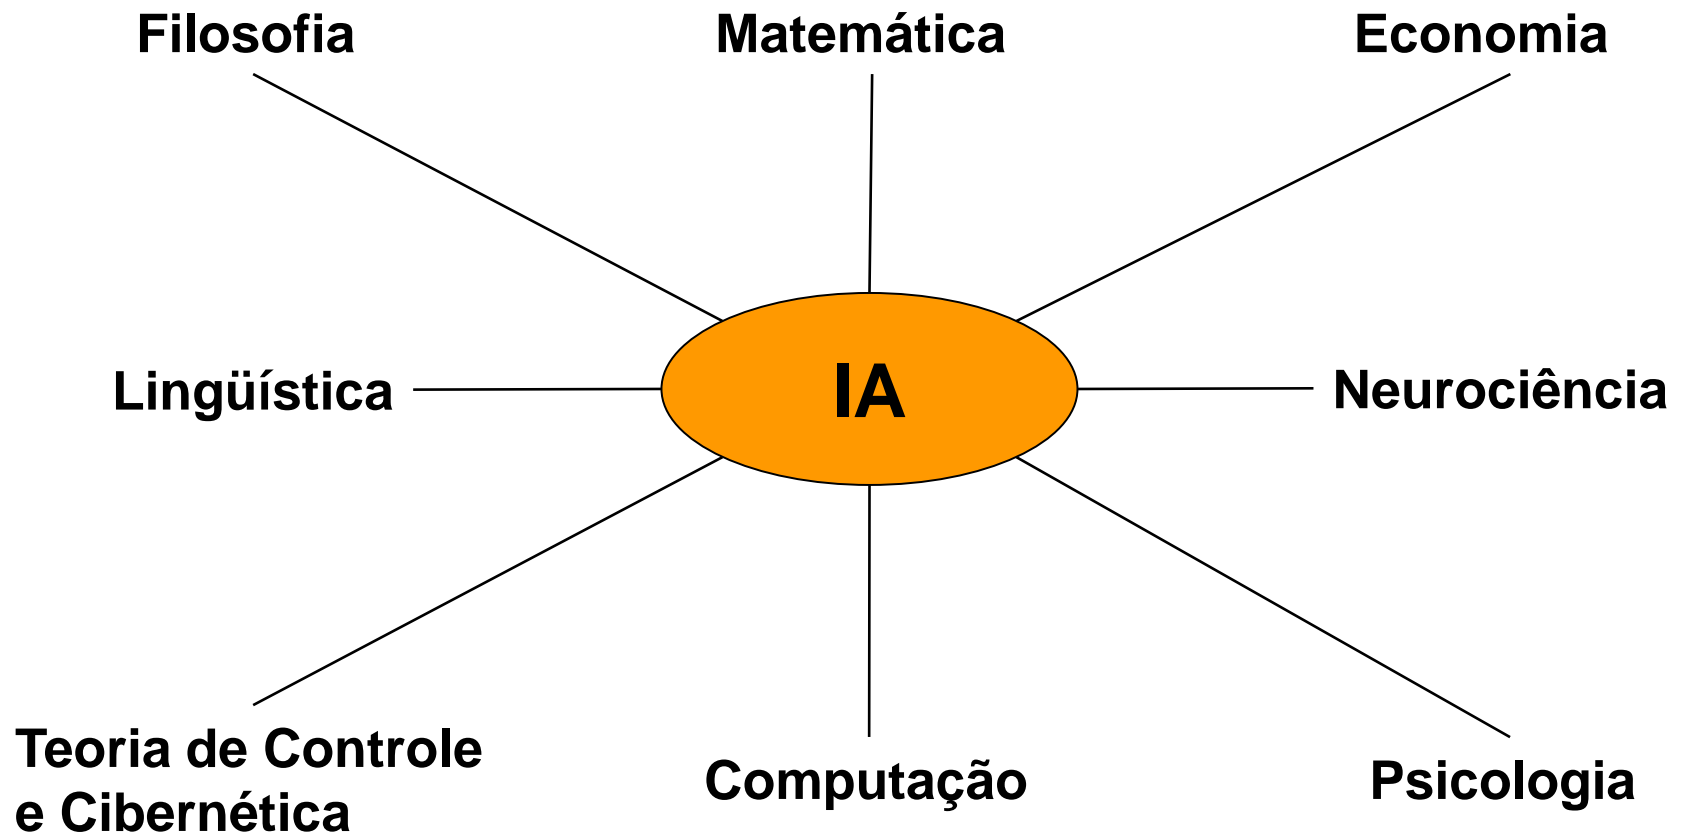 Filosofia
Matemática
Economia
Lingüística
IA
Neurociência
Teoria de Controle
e Cibernética
Computação
Psicologia